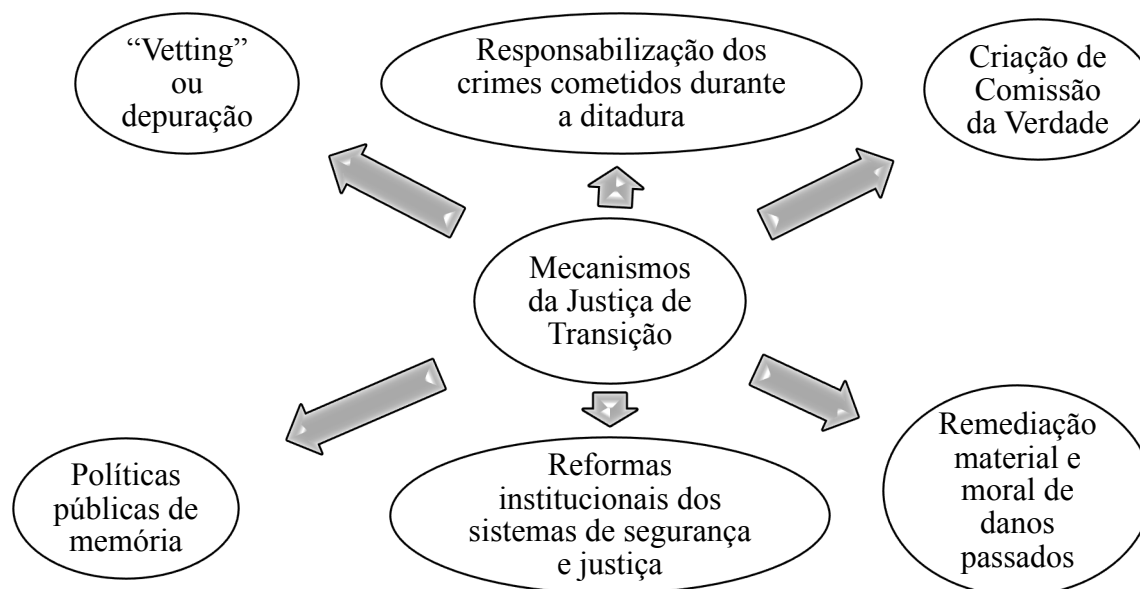 “Vetting”
ou
depuração
Responsabilização dos
crimes cometidos durante
a ditadura
Criação de
Comissão
da Verdade
Mecanismos
da Justiça de
Transição
Políticas
públicas de
memória
Reformas
institucionais dos
sistemas de segurança
e justiça
Remediação
material e
moral de
danos
passados